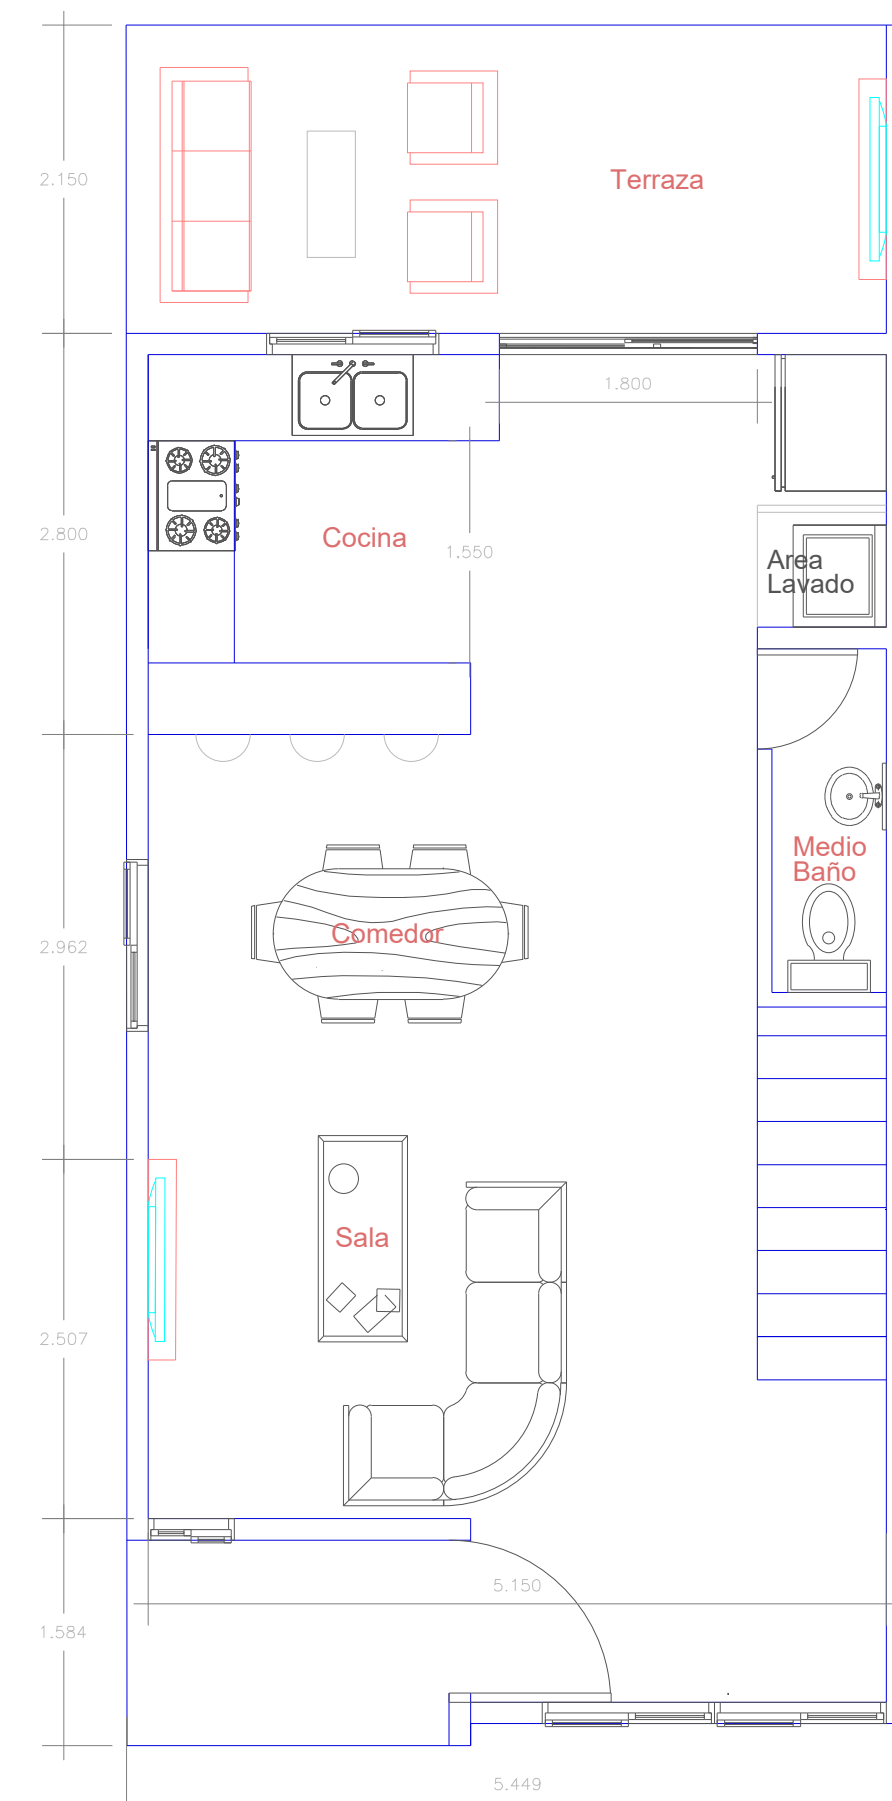 2.150
Terraza
1.800
2.800
Cocina
1.550
Area
Lavado
Medio
Baño
Comedor
2.962
Sala
2.507
5.150
1.584
5.449